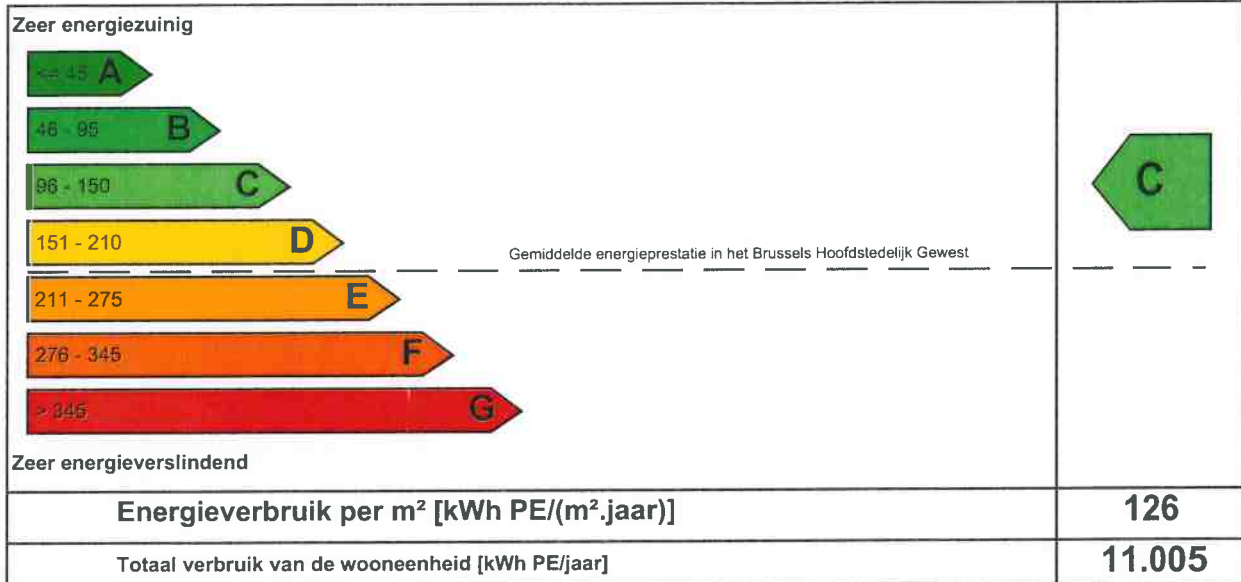 Zeer energiezuinig
<= 45 A
46 - 95 B
96 - 150 C
C
151 - 210 D
Gemiddelde energieprestatie in het Brussels Hoofdstedelijk Gewest
211 - 275 E
276 - 345 F
> 345 G
Zeer energieverslindend
Energieverbruik per m² [kWh PE/(m².jaar)] 126
Totaal verbruik van de wooneenheid [kWh PE/jaar] 11.005